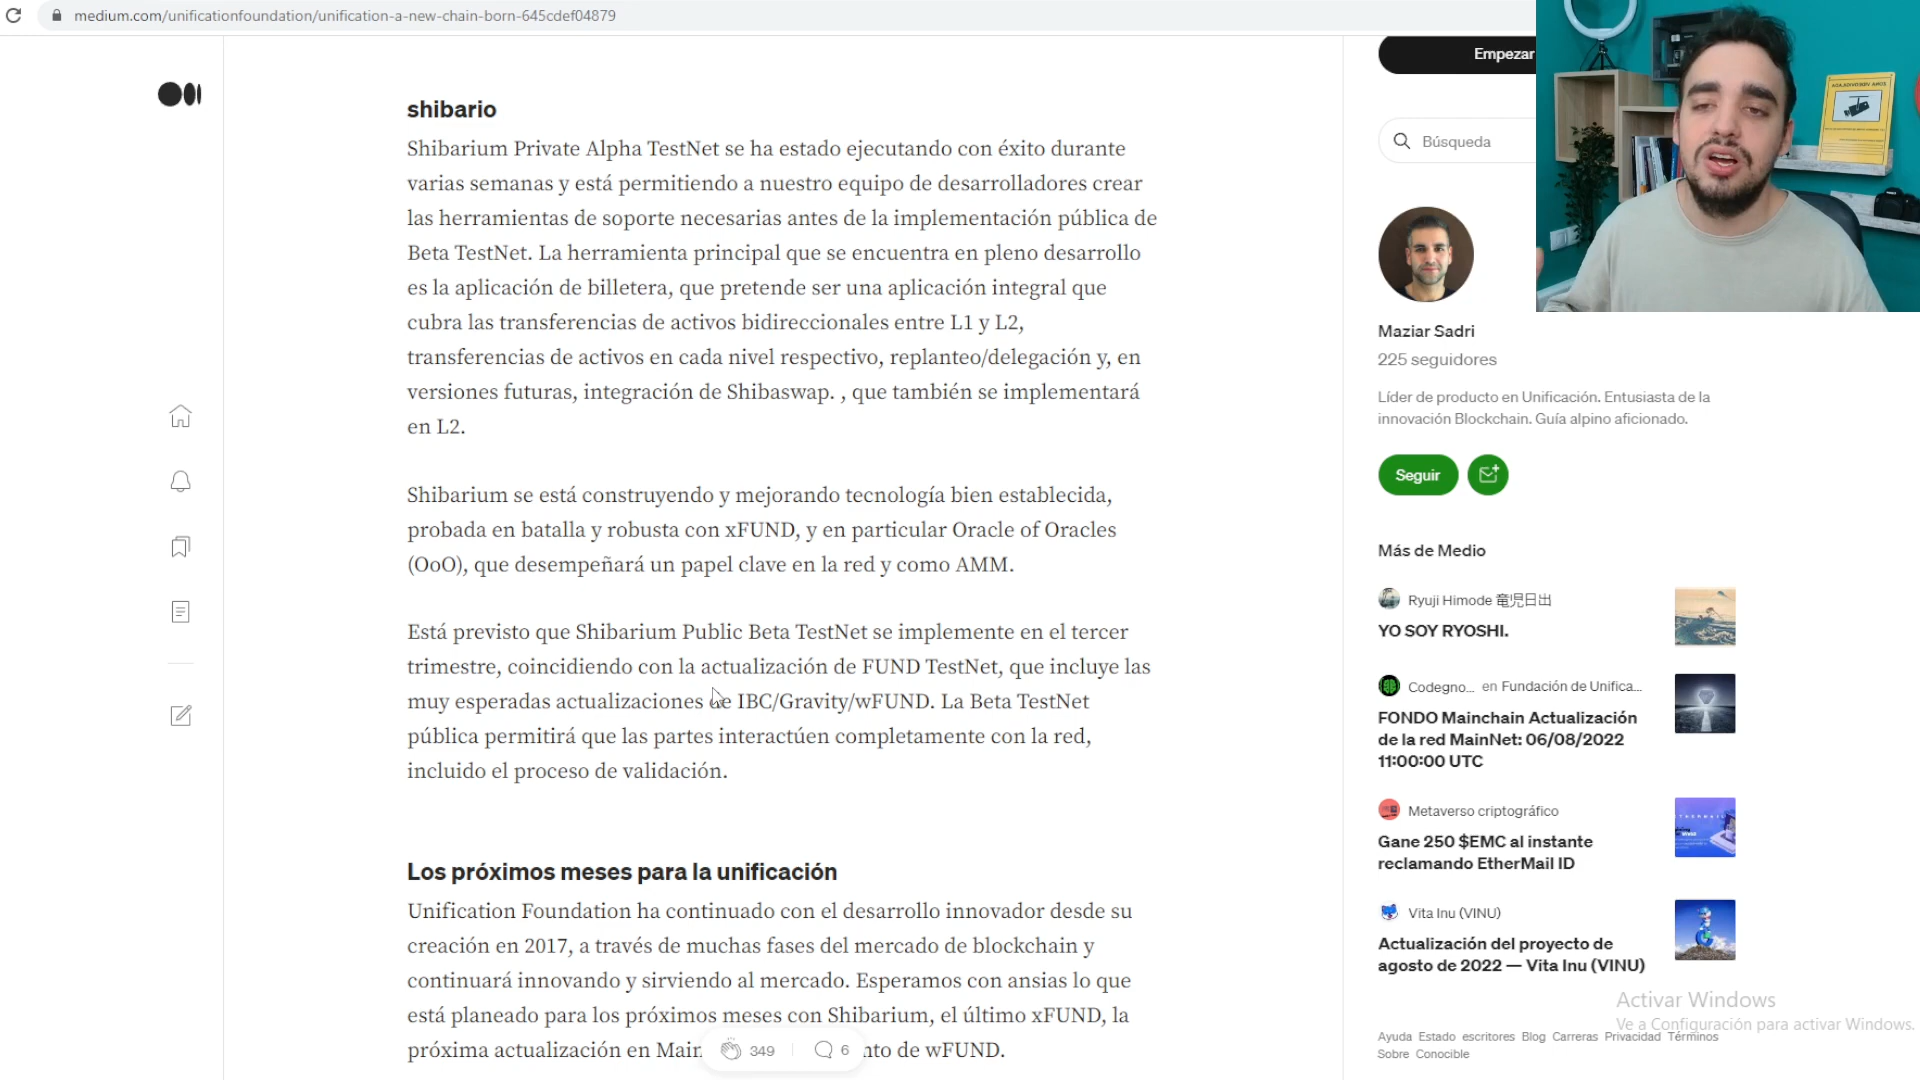 medium.com/unificationfoundation/unification-a-new-chain-born-645cdef04879
shibario
Shibarium Private Alpha TestNet se ha estado ejecutando con éxito durante
varias semanas y está permitiendo a nuestro equipo de desarrolladores crear
las herramientas de soporte necesarias antes de la implementación pública de
Beta TestNet. La herramienta principal que se encuentra en pleno desarrollo
es la aplicación de billetera, que pretende ser una aplicación integral que
cubra las transferencias de activos bidireccionales entre L1 y L2,
transferencias de activos en cada nivel respectivo, replanteo/delegación y, en
versiones futuras, integración de Shibaswap. , que también se implementará
en L2.
Shibarium se está construyendo y mejorando tecnología bien establecida,
probada en batalla y robusta con xFUND, y en particular Oracle of Oracles
(OoO), que desempeñará un papel clave en la red y como AMM.
Está previsto que Shibarium Public Beta TestNet se implemente en el tercer
trimestre, coincidiendo con la actualización de FUND TestNet, que incluye las
muy esperadas actualizaciones de IBC/Gravity/wFUND. La Beta TestNet
pública permitirá que las partes interactúen completamente con la red,
incluido el proceso de validación.
Los próximos meses para la unificación
Unification Foundation ha continuado con el desarrollo innovador desde su
creación en 2017, a través de muchas fases del mercado de blockchain y
continuará innovando y sirviendo al mercado. Esperamos con ansias lo que
está planeado para los próximos meses con Shibarium, el último xFUND, la
próxima actualización en Main
nto de wFUND.
349
6
Empezar
Búsqueda
Maziar Sadri
225 seguidores
Líder de producto en Unificación. Entusiasta de la
innovación Blockchain. Guía alpino aficionado.
Seguir
Más de Medio
Ryuji Himode 竜児日出
YO SOY RYOSHI.
Codegno... en Fundación de Unifica...
FONDO Mainchain Actualización
de la red MainNet: 06/08/2022
11:00:00 UTC
Metaverso criptográfico
Gane 250 $EMC al instante
reclamando EtherMail ID
Vita Inu (VINU)
Actualización del proyecto de
agosto de 2022 — Vita Inu (VINU)
Activar Windows
Ve a Configuración para activar Windows.
Ayuda Estado escritores Blog Carreras Privacidad Términos
Sobre Conocible